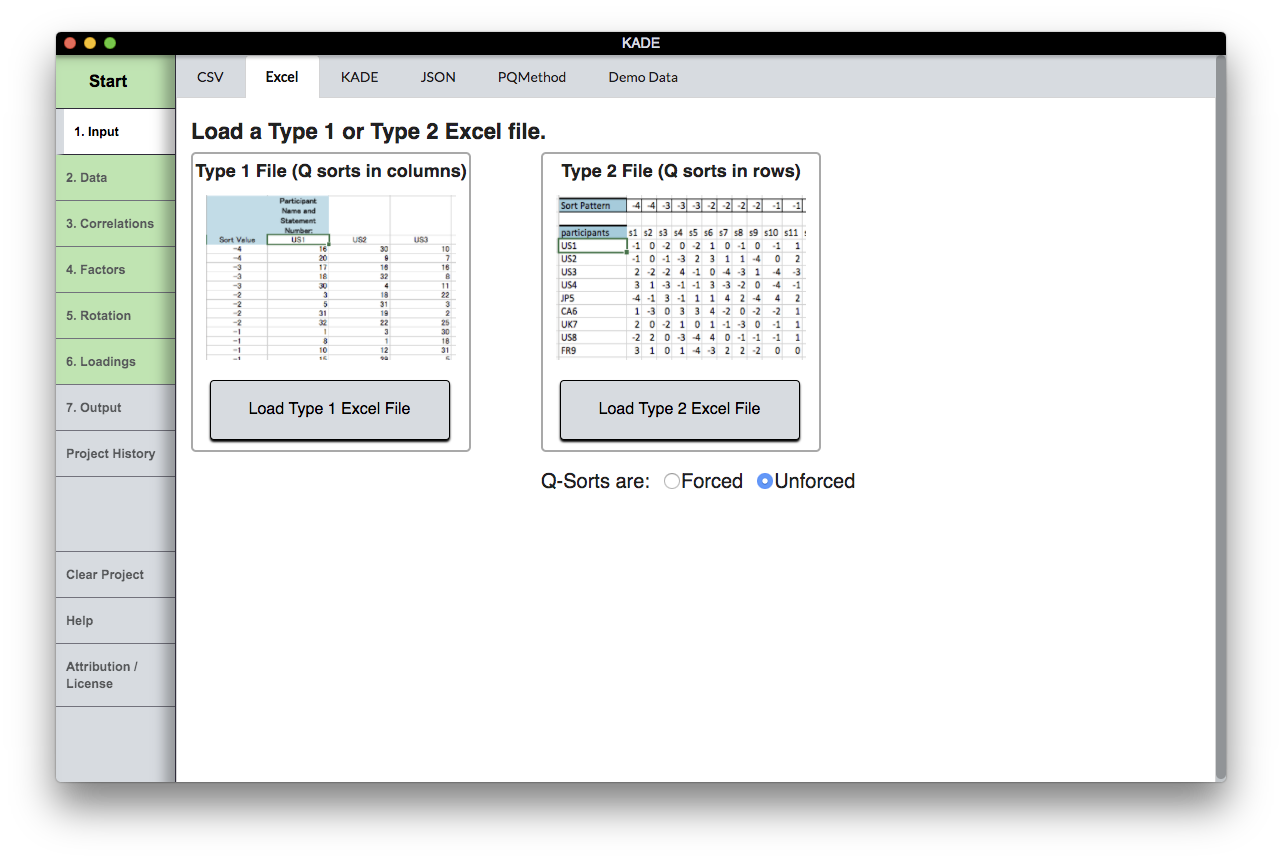 KADE
Start
CSV Excel KADE JSON PQMethod Demo Data
1. Input
2. Data
3. Correlations
4. Factors
5. Rotation
6. Loadings
7. Output
Project History
Clear Project
Help
Attribution /
License
Load a Type 1 or Type 2 Excel file.
Type 1 File (Q sorts in columns)
Participant
Name and
Statement
Number:
Sort Value US1 US2 US3
-4 16 30 10
-4 20 9 7
-3 17 16 16
-3 18 32 8
-3 30 4 11
-2 3 18 22
-2 5 31 3
-2 31 19 2
-2 32 22 25
-1 1 3 30
-1 8 1 18
-1 10 12 31
Load Type 1 Excel File
Type 2 File (Q sorts in rows)
Sort Pattern -4 -4 -3 -3 -3 -2 -2 -2 -2 -1 -1
participants s1 s2 s3 s4 s5 s6 s7 s8 s9 s10 s11
US1 -1 0 -2 0 -2 1 0 -1 0 -1 1
US2 -1 0 -1 -3 2 3 1 1 -4 0 2
US3 2 -2 -2 4 -1 0 -4 -3 1 -4 -3
US4 3 1 -3 -1 -1 3 -3 -2 0 -4 -1
JP5 -4 -1 3 -1 1 1 4 2 -4 4 2
CA6 1 -3 0 3 3 4 -2 0 -2 -2 1
UK7 2 0 -2 1 0 1 -1 -3 0 -1 1
US8 -2 2 0 -3 -4 4 0 -1 -1 -1 1
FR9 3 1 0 1 -4 -3 2 2 -2 0 0
Load Type 2 Excel File
Q-Sorts are: Forced Unforced